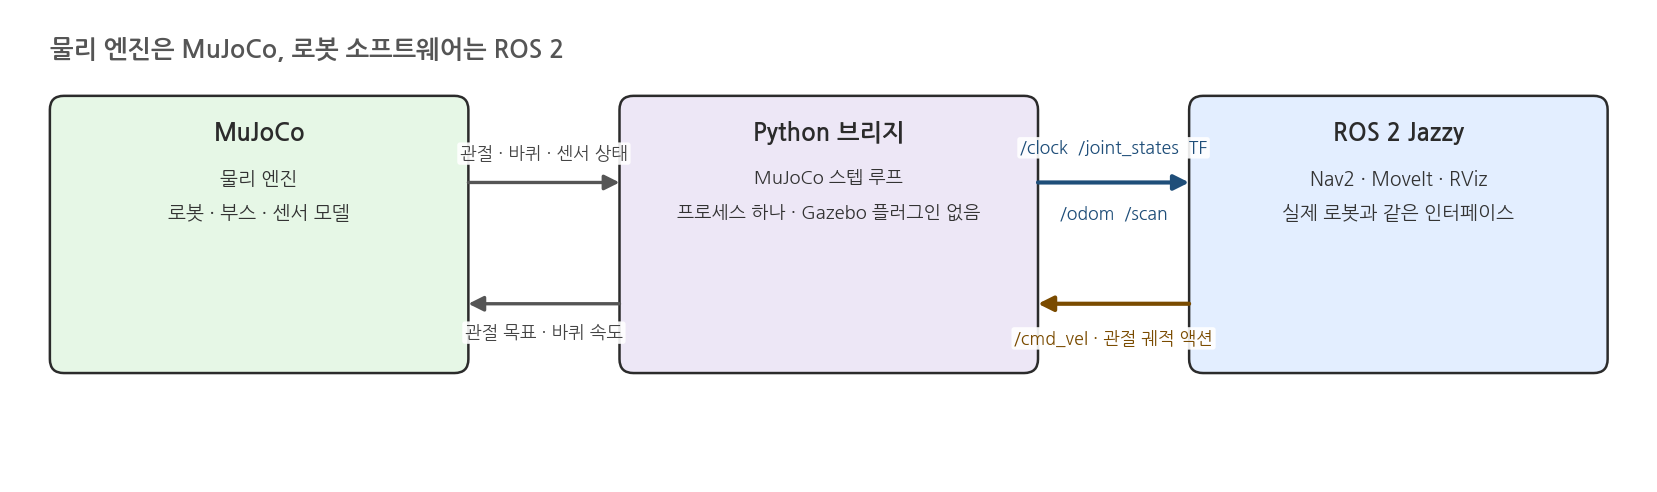 물리 엔진은 MuJoCo, 로봇 소프트웨어는 ROS 2
MuJoCo
물리 엔진
로봇 · 부스 · 센서 모델
관절 · 바퀴 · 센서 상태
관절 목표 · 바퀴 속도
Python 브리지
MuJoCo 스텝 루프
프로세스 하나 · Gazebo 플러그인 없음
/clock /joint_states TF
/odom /scan
/cmd_vel · 관절 궤적 액션
ROS 2 Jazzy
Nav2 · MoveIt · RViz
실제 로봇과 같은 인터페이스